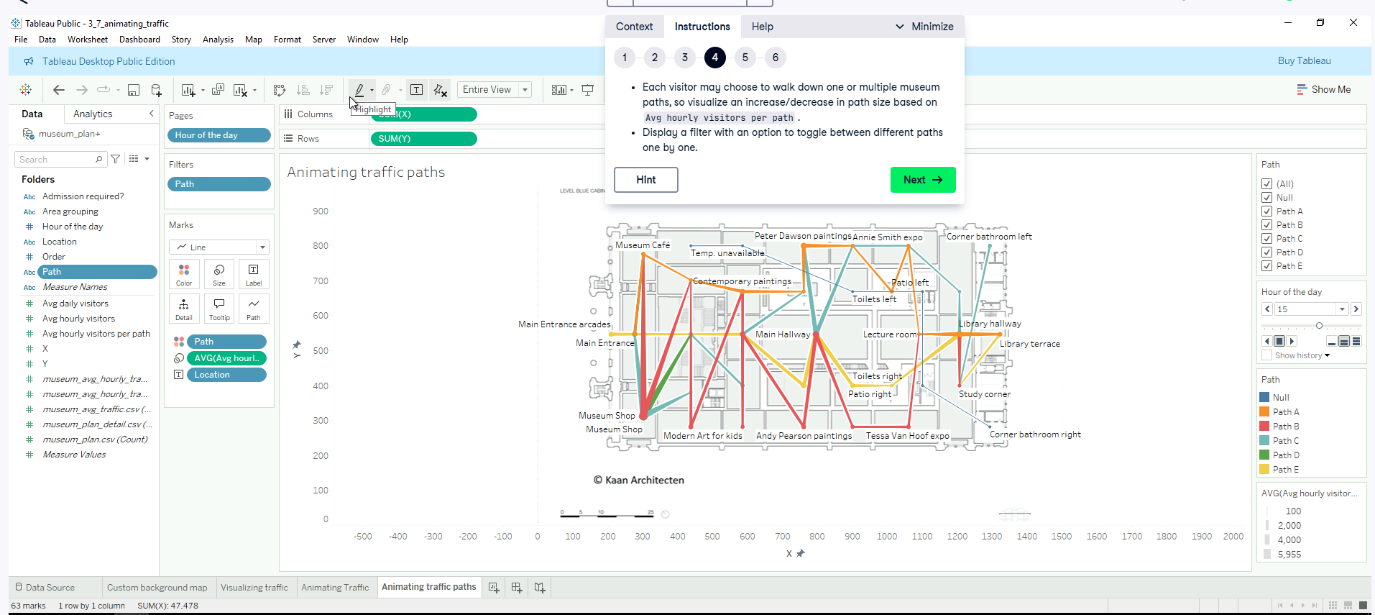 Tableau Public - 3_7_animating_traffic
File Data Worksheet Dashboard Story Analysis Map Format Server Window Help
Tableau Desktop Public Edition
Buy Tableau
Context Instructions Help Minimize
1 2 3 4 5 6
• Each visitor may choose to walk down one or multiple museum
paths, so visualize an increase/decrease in path size based on
Avg hourly visitors per path .
• Display a filter with an option to toggle between different paths
one by one.
Hint
Next →
Entire View
Show Me
Highlight
Data Analytics
museum_plan+
Search
Folders
Abc Admission required?
Abc Area grouping
# Hour of the day
Abc Location
# Order
Abc Path
Abc Measure Names
# Avg daily visitors
# Avg hourly visitors
# Avg hourly visitors per path
# X
# Y
# museum_avg_hourly_tra...
# museum_avg_hourly_tra...
# museum_avg_traffic.csv (...
# museum_plan_detail.csv (...
# museum_plan.csv (Count)
# Measure Values
Pages
Hour of the day
Filters
Path
Marks
Line
Color Size Label
Detail Tooltip Path
Path
AVG(Avg hourl..
Location
Columns
Rows SUM(Y)
Animating traffic paths
900
800
700
600
500
400
300
200
100
0
Y
LEVEL BLUE CABIN
Museum Café
Peter Dawson paintings
Annie Smith expo
Corner bathroom left
Temp. unavailable
Contemporary paintings
Patio left
Toilets left
Main Entrance arcades
Main Entrance
Main Hallway
Lecture room
Library hallway
Library terrace
Toilets right
Patio right
Study corner
Museum Shop
Museum Shop
Modern Art for kids
Andy Pearson paintings
Tessa Van Hoof expo
Corner bathroom right
© Kaan Architecten
0 5 10 25
-500 -400 -300 -200 -100 0 100 200 300 400 500 600 700 800 900 1000 1100 1200 1300 1400 1500 1600 1700 1800 1900 2000
X
Path
(All)
Null
Path A
Path B
Path C
Path D
Path E
Hour of the day
15
Show history
Path
Null
Path A
Path B
Path C
Path D
Path E
AVG(Avg hourly visitor...
100
2,000
4,000
5,955
Data Source Custom background map Visualizing traffic Animating Traffic Animating traffic paths
63 marks 1 row by 1 column SUM(X): 47,478